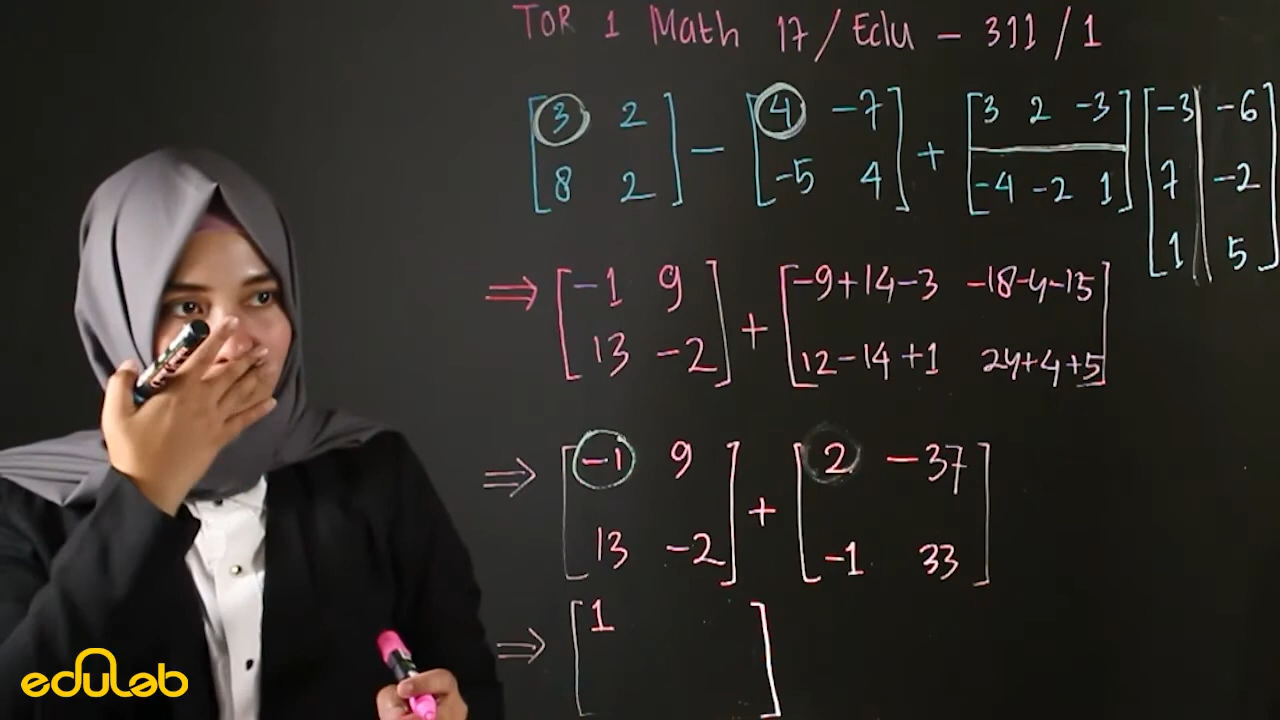 TOR 1 Math 17/Edu - 311/1
[3 2] - [4 -7] + [3 2 -3] [-3 -6]
[8 2] [-5 4] [-4 -2 1] [7 -2]
[1 5]
⇒ [-1 9] + [-9+14-3 -18-4-15]
[13 -2] [12-14+1 24+4+5]
⇒ [-1 9] + [2 -37]
[13 -2] [-1 33]
⇒ [1 ]
edulab